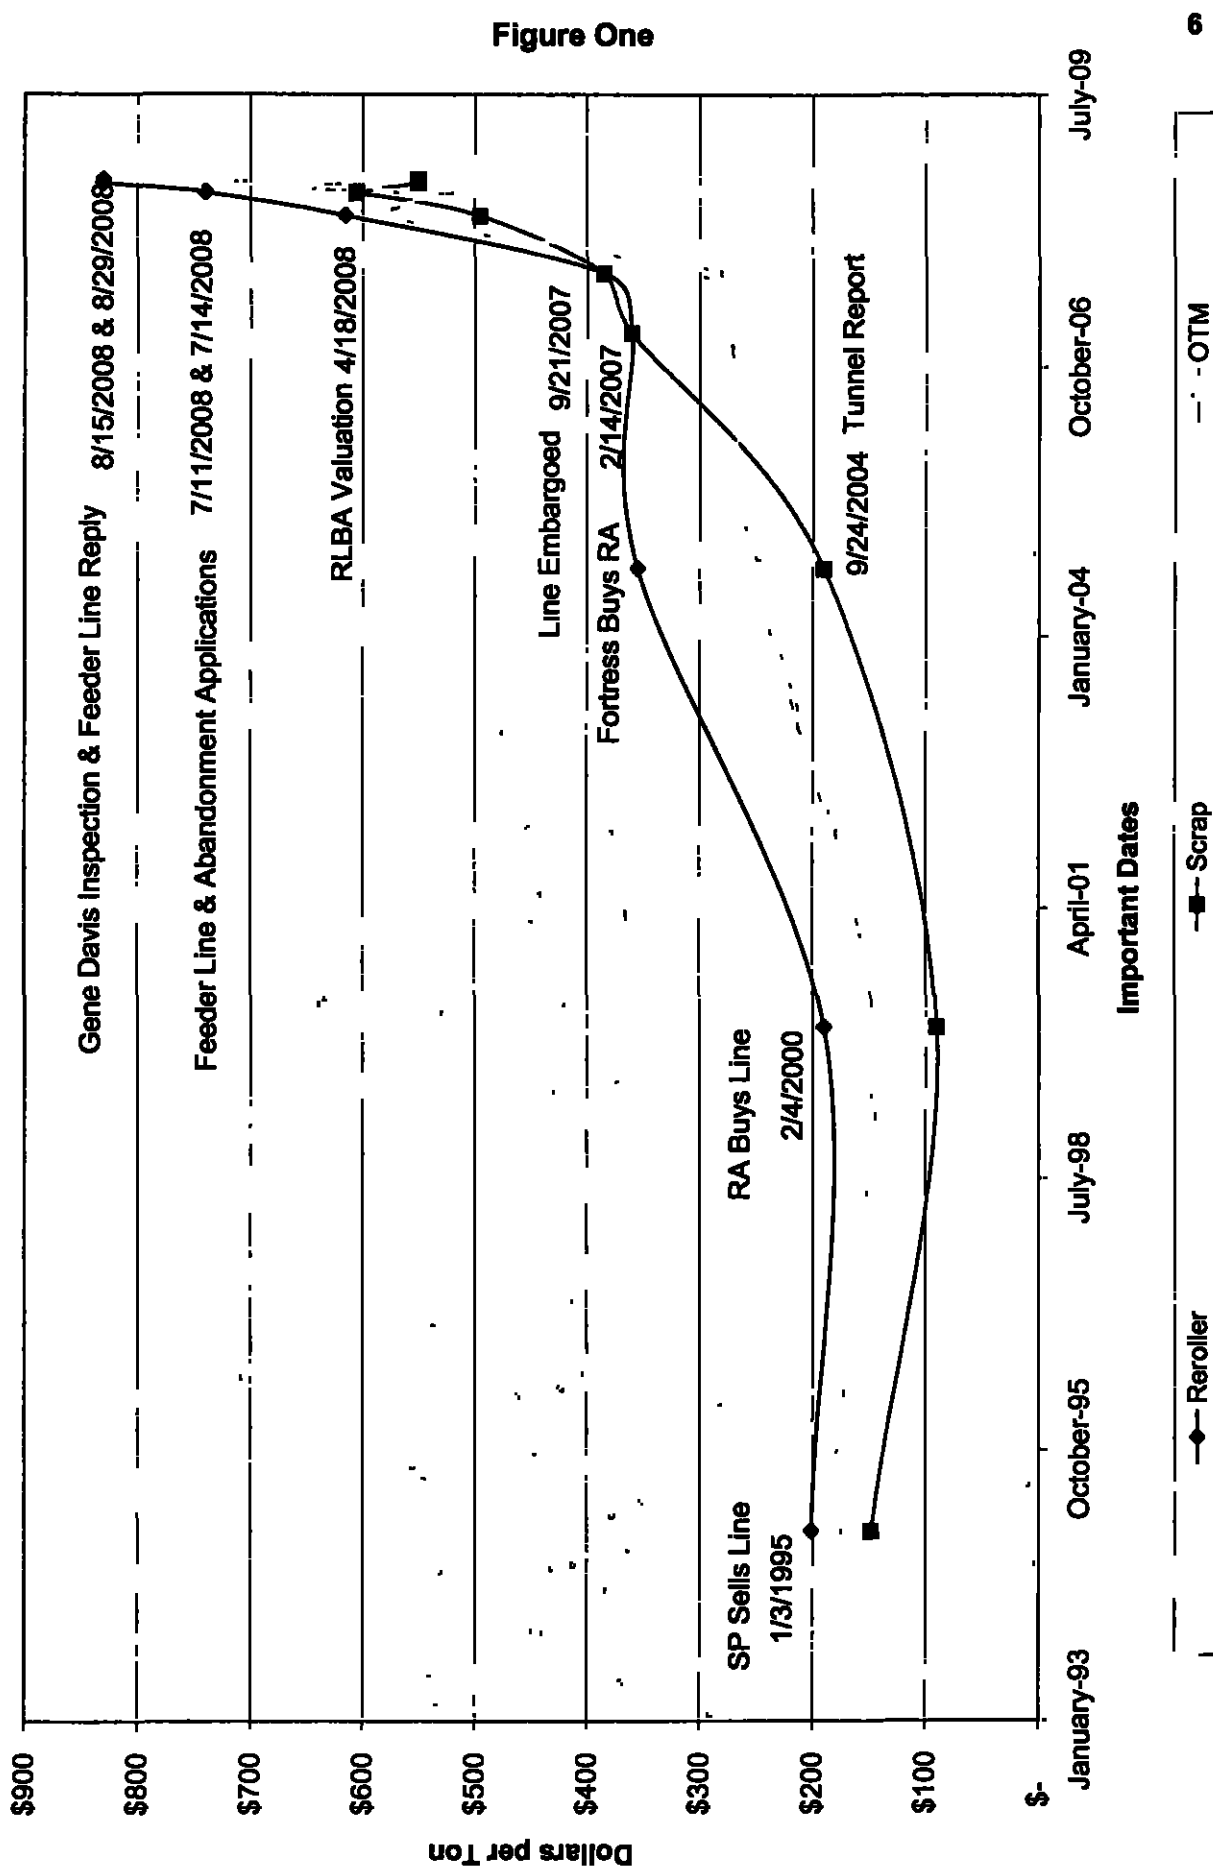 Figure One
$900
$800
$700
$600
$500
$400
$300
$200
$100
$-
Dollars per Ton
Gene Davis Inspection & Feeder Line Reply 8/15/2008 & 8/29/2008
Feeder Line & Abandonment Applications 7/11/2008 & 7/14/2008
RLBA Valuation 4/18/2008
Line Embargoed 9/21/2007
Fortress Buys RA 2/14/2007
9/24/2004 Tunnel Report
RA Buys Line
2/4/2000
SP Sells Line
1/3/1995
January-93
October-95
July-98
April-01
January-04
October-06
July-09
Important Dates
Reroller
Scrap
OTM
6